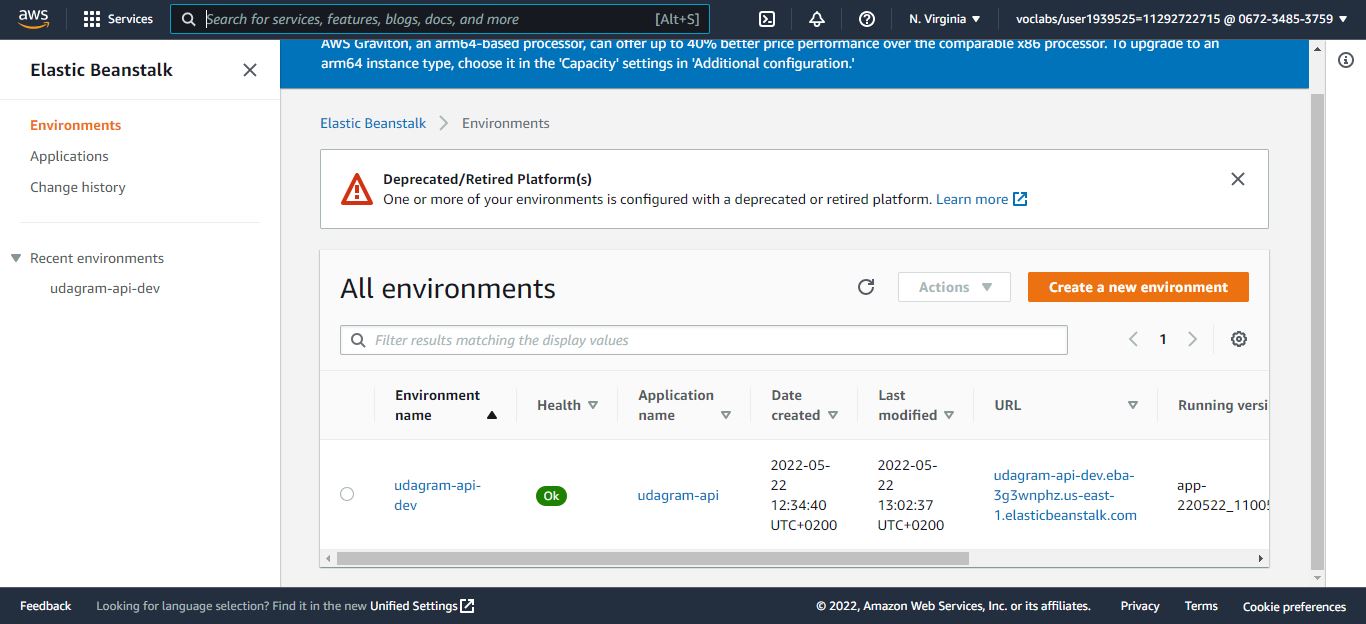 aws
Services
Search for services, features, blogs, docs, and more
[Alt+S]
N. Virginia
voclabs/user1939525=11292722715 @ 0672-3485-3759
Elastic Beanstalk
Environments
Applications
Change history
Recent environments
udagram-api-dev
AWS Graviton, an arm64-based processor, can offer up to 40% better price performance over the comparable x86 processor. To upgrade to an
arm64 instance type, choose it in the 'Capacity' settings in 'Additional configuration.'
Elastic Beanstalk
Environments
Deprecated/Retired Platform(s)
One or more of your environments is configured with a deprecated or retired platform. Learn more
All environments
Actions
Create a new environment
Filter results matching the display values
1
Environment
name
Health
Application
name
Date
created
Last
modified
URL
Running versi
udagram-api-
dev
Ok
udagram-api
2022-05-
22
12:34:40
UTC+0200
2022-05-
22
13:02:37
UTC+0200
udagram-api-dev.eba-
3g3wnphz.us-east-
1.elasticbeanstalk.com
app-
220522_1100
Feedback
Looking for language selection? Find it in the new Unified Settings
© 2022, Amazon Web Services, Inc. or its affiliates.
Privacy
Terms
Cookie preferences